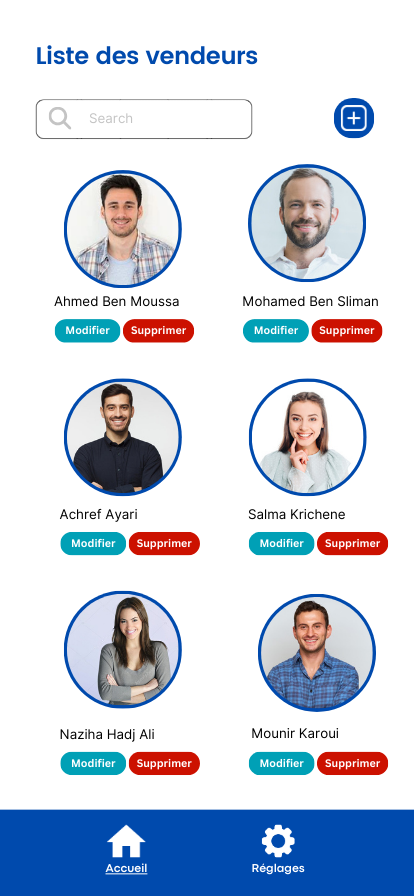 Liste des vendeurs
Search
Ahmed Ben Moussa
Mohamed Ben Sliman
Modifier Supprimer
Modifier Supprimer
Achref Ayari
Salma Krichene
Modifier Supprimer
Modifier Supprimer
Naziha Hadj Ali
Mounir Karoui
Modifier Supprimer
Modifier Supprimer
Accueil
Réglages